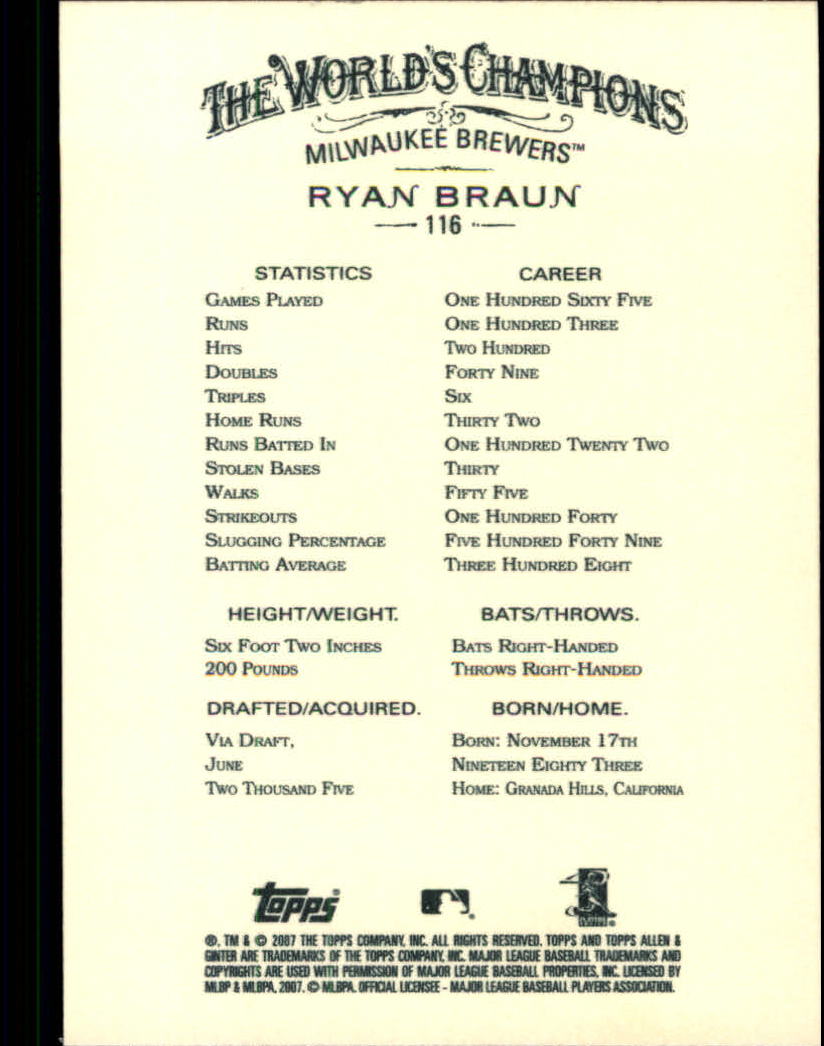 THE WORLD'S CHAMPIONS
MILWAUKEE BREWERS™
RYAN BRAUN
116
STATISTICS CAREER
GAMES PLAYED ONE HUNDRED SIXTY FIVE
RUNS ONE HUNDRED THREE
HITS TWO HUNDRED
DOUBLES FORTY NINE
TRIPLES SIX
HOME RUNS THIRTY TWO
RUNS BATTED IN ONE HUNDRED TWENTY TWO
STOLEN BASES THIRTY
WALKS FIFTY FIVE
STRIKEOUTS ONE HUNDRED FORTY
SLUGGING PERCENTAGE FIVE HUNDRED FORTY NINE
BATTING AVERAGE THREE HUNDRED EIGHT
HEIGHT/WEIGHT. BATS/THROWS.
SIX FOOT TWO INCHES BATS RIGHT-HANDED
200 POUNDS THROWS RIGHT-HANDED
DRAFTED/ACQUIRED. BORN/HOME.
VIA DRAFT, BORN: NOVEMBER 17TH
JUNE NINETEEN EIGHTY THREE
TWO THOUSAND FIVE HOME: GRANADA HILLS, CALIFORNIA
topps®
®, TM & © 2007 THE TOPPS COMPANY, INC. ALL RIGHTS RESERVED. TOPPS AND TOPPS ALLEN &
GINTER ARE TRADEMARKS OF THE TOPPS COMPANY, INC. MAJOR LEAGUE BASEBALL TRADEMARKS AND
COPYRIGHTS ARE USED WITH PERMISSION OF MAJOR LEAGUE BASEBALL PROPERTIES, INC. LICENSED BY
MLBP & MLBPA, 2007. © MLBPA. OFFICIAL LICENSEE - MAJOR LEAGUE BASEBALL PLAYERS ASSOCIATION.